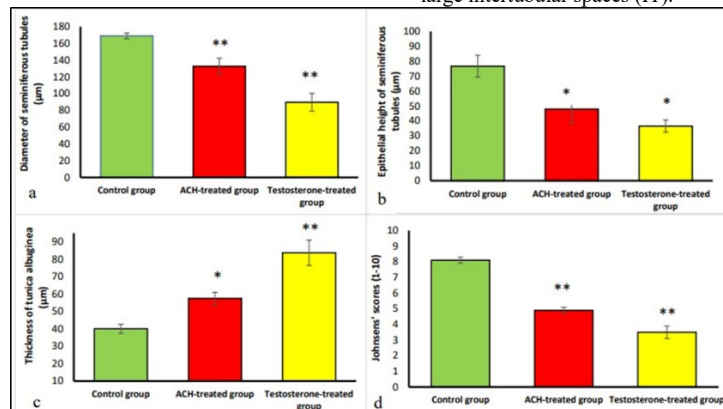 large intertubular spaces (IT).
Diameter of seminiferous tubules
(µm)
180
160
140
120
100
80
60
40
20
0
**
**
a
Control group
ACH-treated group
Testosterone-treated
group
Epithelial height of seminiferous
tubules (µm)
100
90
80
70
60
50
40
30
20
10
0
*
*
b
Control group
ACH-treated group
Testosterone-treated
group
Thickness of tunica albuginea
(µm)
90
80
70
60
50
40
30
20
10
*
**
c
Control group
ACH-treated group
Testosterone-treated
group
Johnsens' scores (1-10)
10
9
8
7
6
5
4
3
2
1
0
**
**
d
Control group
ACH-treated group
Testosterone-treated group